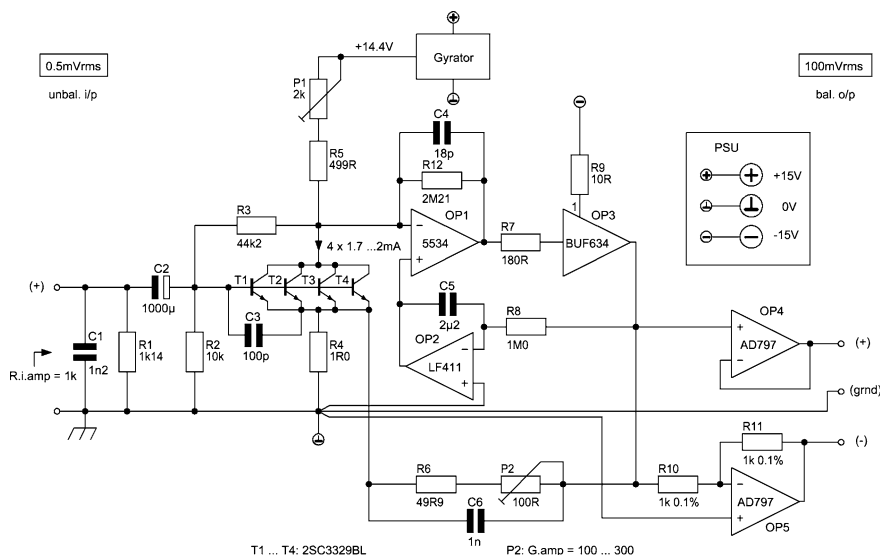 +14.4V
Gyrator
0.5mVrms
unbal. i/p
100mVrms
bal. o/p
P1
2k
C4
18p
R12
2M21
R5
499R
R9
10R
PSU
+15V
0V
-15V
R3
44k2
OP1
5534
R7
180R
1
OP3
BUF634
4 x 1.7 ...2mA
(+)
C2
1000µ
T1
T2
T3
T4
C3
100p
C5
2µ2
R8
1M0
OP2
LF411
OP4
AD797
(+)
C1
1n2
R1
1k14
R2
10k
R4
1R0
R.i.amp = 1k
(grnd)
R6
49R9
P2
100R
C6
1n
R10
1k 0.1%
R11
1k 0.1%
(-)
AD797
OP5
T1 ... T4: 2SC3329BL
P2: G.amp = 100 ... 300